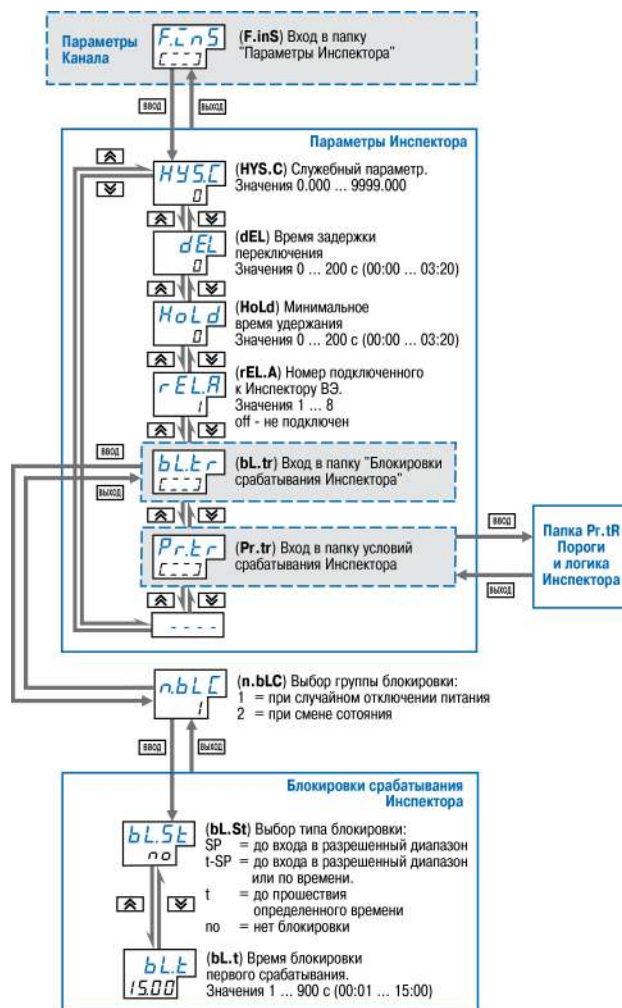 Параметры
Канала
F.inS
[---]
(F.inS) Вход в папку
"Параметры Инспектора"
ВВОД
ВЫХОД
Параметры Инспектора
HYS.C
0
(HYS.C) Служебный параметр.
Значения 0.000 ... 9999.000
dEL
0
(dEL) Время задержки
переключения
Значения 0 ... 200 с (00:00 ... 03:20)
HoLd
0
(HoLd) Минимальное
время удержания
Значения 0 ... 200 с (00:00 ... 03:20)
rEL.A
1
(rEL.A) Номер подключенного
к Инспектору ВЭ.
Значения 1 ... 8
off - не подключен
ВВОД
ВЫХОД
bL.tr
[---]
(bL.tr) Вход в папку "Блокировки
срабатывания Инспектора"
Pr.tr
[---]
(Pr.tr) Вход в папку условий
срабатывания Инспектора
ВВОД
ВЫХОД
Папка Pr.tR
Пороги
и логика
Инспектора
----
n.bLC
1
(n.bLC) Выбор группы блокировки:
1 = при случайном отключении питания
2 = при смене сотояния
ВВОД
ВЫХОД
Блокировки срабатывания
Инспектора
bL.St
no
(bL.St) Выбор типа блокировки:
SP = до входа в разрешенный диапазон
t-SP = до входа в разрешенный диапазон
или по времени.
t = до прошествия
определенного времени
no = нет блокировки
bL.t
15.00
(bL.t) Время блокировки
первого срабатывания.
Значения 1 ... 900 с (00:01 ... 15:00)